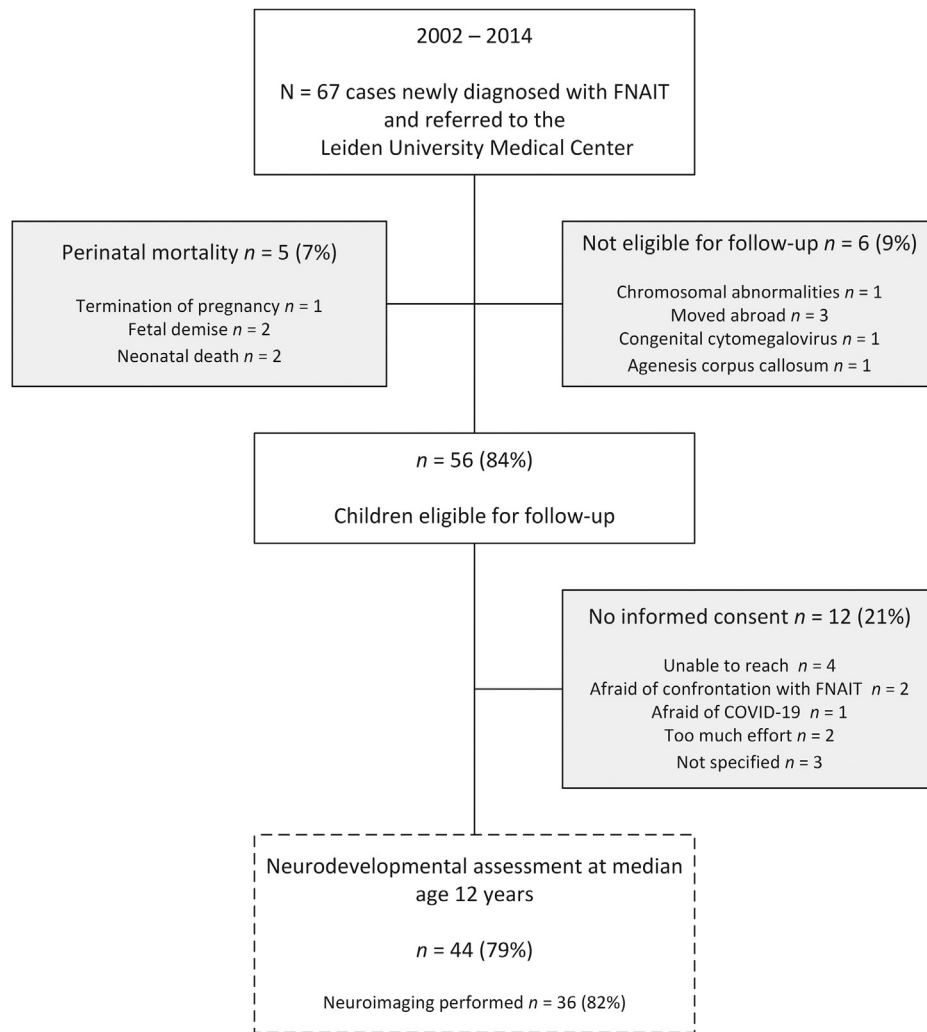 2002 – 2014
N = 67 cases newly diagnosed with FNAIT
and referred to the
Leiden University Medical Center
Perinatal mortality n = 5 (7%)
Termination of pregnancy n = 1
Fetal demise n = 2
Neonatal death n = 2
Not eligible for follow-up n = 6 (9%)
Chromosomal abnormalities n = 1
Moved abroad n = 3
Congenital cytomegalovirus n = 1
Agenesis corpus callosum n = 1
n = 56 (84%)
Children eligible for follow-up
No informed consent n = 12 (21%)
Unable to reach n = 4
Afraid of confrontation with FNAIT n = 2
Afraid of COVID-19 n = 1
Too much effort n = 2
Not specified n = 3
Neurodevelopmental assessment at median
age 12 years
n = 44 (79%)
Neuroimaging performed n = 36 (82%)